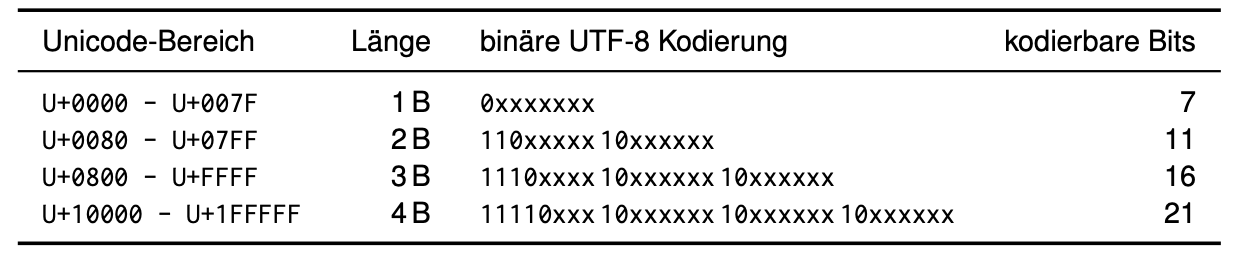 Unicode-Bereich Länge binäre UTF-8 Kodierung kodierbare Bits
U+0000 – U+007F 1 B 0xxxxxxx 7
U+0080 – U+07FF 2 B 110xxxxx 10xxxxxx 11
U+0800 – U+FFFF 3 B 1110xxxx 10xxxxxx 10xxxxxx 16
U+10000 – U+1FFFFF 4 B 11110xxx 10xxxxxx 10xxxxxx 10xxxxxx 21